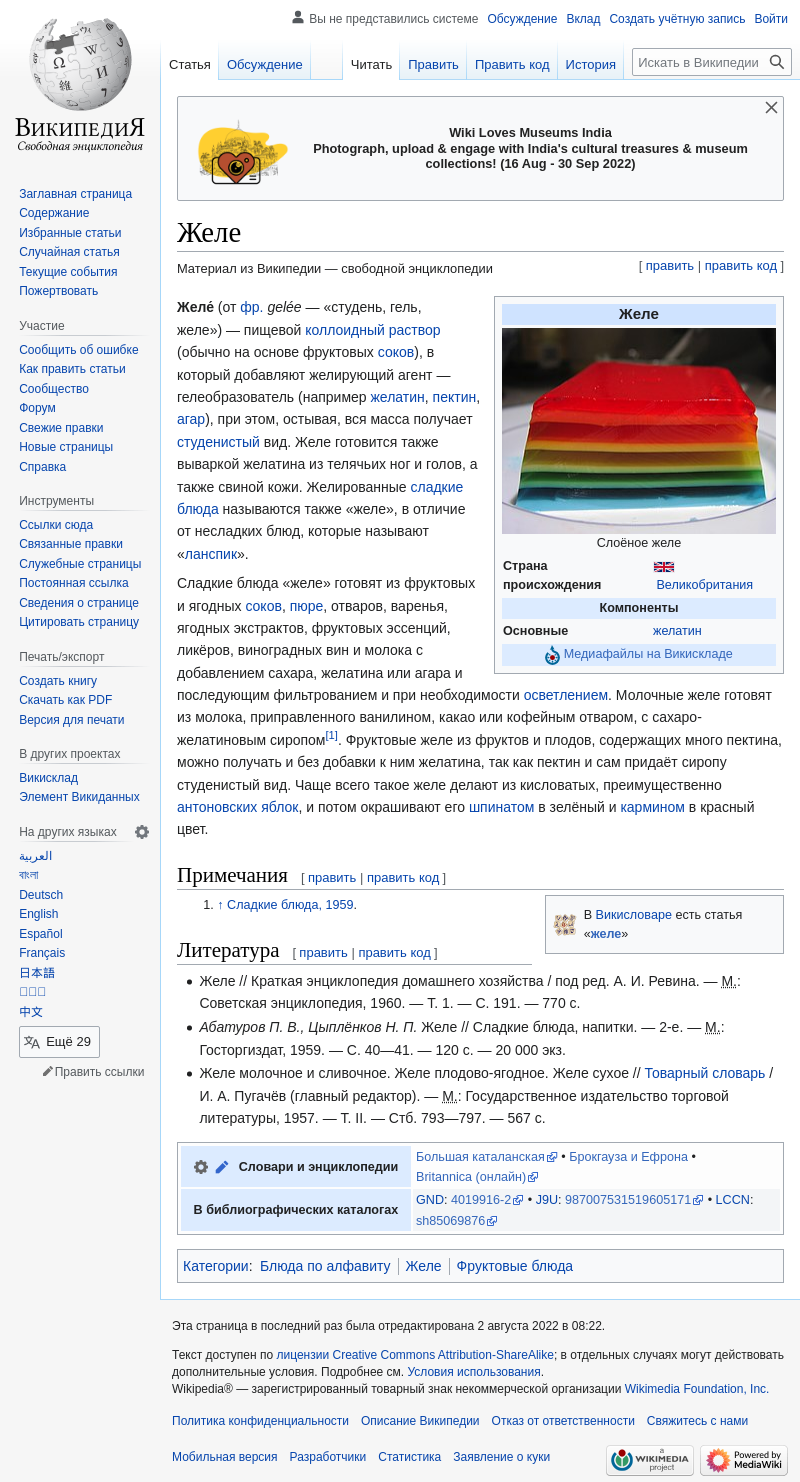 Вы не представились системе Обсуждение Вклад Создать учётную запись Войти
Статья Обсуждение Читать Править Править код История Искать в Википедии
ВикипедиЯ
Свободная энциклопедия
Заглавная страница
Содержание
Избранные статьи
Случайная статья
Текущие события
Пожертвовать
Участие
Сообщить об ошибке
Как править статьи
Сообщество
Форум
Свежие правки
Новые страницы
Справка
Инструменты
Ссылки сюда
Связанные правки
Служебные страницы
Постоянная ссылка
Сведения о странице
Цитировать страницу
Печать/экспорт
Создать книгу
Скачать как PDF
Версия для печати
В других проектах
Викисклад
Элемент Викиданных
На других языках
العربية
বাংলা
Deutsch
English
Español
Français
日本語
中文
Ещё 29
Править ссылки
Wiki Loves Museums India
Photograph, upload & engage with India's cultural treasures & museum
collections! (16 Aug - 30 Sep 2022)
Желе
Материал из Википедии — свободной энциклопедии
[ править | править код ]
Желе́ (от фр. gelée — «студень, гель,
желе») — пищевой коллоидный раствор
(обычно на основе фруктовых соков), в
который добавляют желирующий агент —
гелеобразователь (например желатин, пектин,
агар), при этом, остывая, вся масса получает
студенистый вид. Желе готовится также
вываркой желатина из телячьих ног и голов, а
также свиной кожи. Желированные сладкие
блюда называются также «желе», в отличие
от несладких блюд, которые называют
«ланспик».
Желе
Слоёное желе
Страна
происхождения
Великобритания
Компоненты
Основные желатин
Медиафайлы на Викискладе
Сладкие блюда «желе» готовят из фруктовых
и ягодных соков, пюре, отваров, варенья,
ягодных экстрактов, фруктовых эссенций,
ликёров, виноградных вин и молока с
добавлением сахара, желатина или агара и
последующим фильтрованием и при необходимости осветлением. Молочные желе готовят
из молока, приправленного ванилином, какао или кофейным отваром, с сахаро-
желатиновым сиропом[1]. Фруктовые желе из фруктов и плодов, содержащих много пектина,
можно получать и без добавки к ним желатина, так как пектин и сам придаёт сиропу
студенистый вид. Чаще всего такое желе делают из кисловатых, преимущественно
антоновских яблок, и потом окрашивают его шпинатом в зелёный и кармином в красный
цвет.
Примечания [ править | править код ]
1. ↑ Сладкие блюда, 1959.
В Викисловаре есть статья
«желе»
Литература [ править | править код ]
• Желе // Краткая энциклопедия домашнего хозяйства / под ред. А. И. Ревина. — М.:
Советская энциклопедия, 1960. — Т. 1. — С. 191. — 770 с.
• Абатуров П. В., Цыплёнков Н. П. Желе // Сладкие блюда, напитки. — 2-е. — М.:
Госторгиздат, 1959. — С. 40—41. — 120 с. — 20 000 экз.
• Желе молочное и сливочное. Желе плодово-ягодное. Желе сухое // Товарный словарь /
И. А. Пугачёв (главный редактор). — М.: Государственное издательство торговой
литературы, 1957. — Т. II. — Стб. 793—797. — 567 с.
Словари и энциклопедии
Большая каталанская • Брокгауза и Ефрона •
Britannica (онлайн)
В библиографических каталогах
GND: 4019916-2 • J9U: 987007531519605171 • LCCN:
sh85069876
Категории: Блюда по алфавиту | Желе | Фруктовые блюда
Эта страница в последний раз была отредактирована 2 августа 2022 в 08:22.
Текст доступен по лицензии Creative Commons Attribution-ShareAlike; в отдельных случаях могут действовать
дополнительные условия. Подробнее см. Условия использования.
Wikipedia® — зарегистрированный товарный знак некоммерческой организации Wikimedia Foundation, Inc.
Политика конфиденциальности Описание Википедии Отказ от ответственности Свяжитесь с нами
Мобильная версия Разработчики Статистика Заявление о куки
a
WIKIMEDIA
project
Powered by
MediaWiki